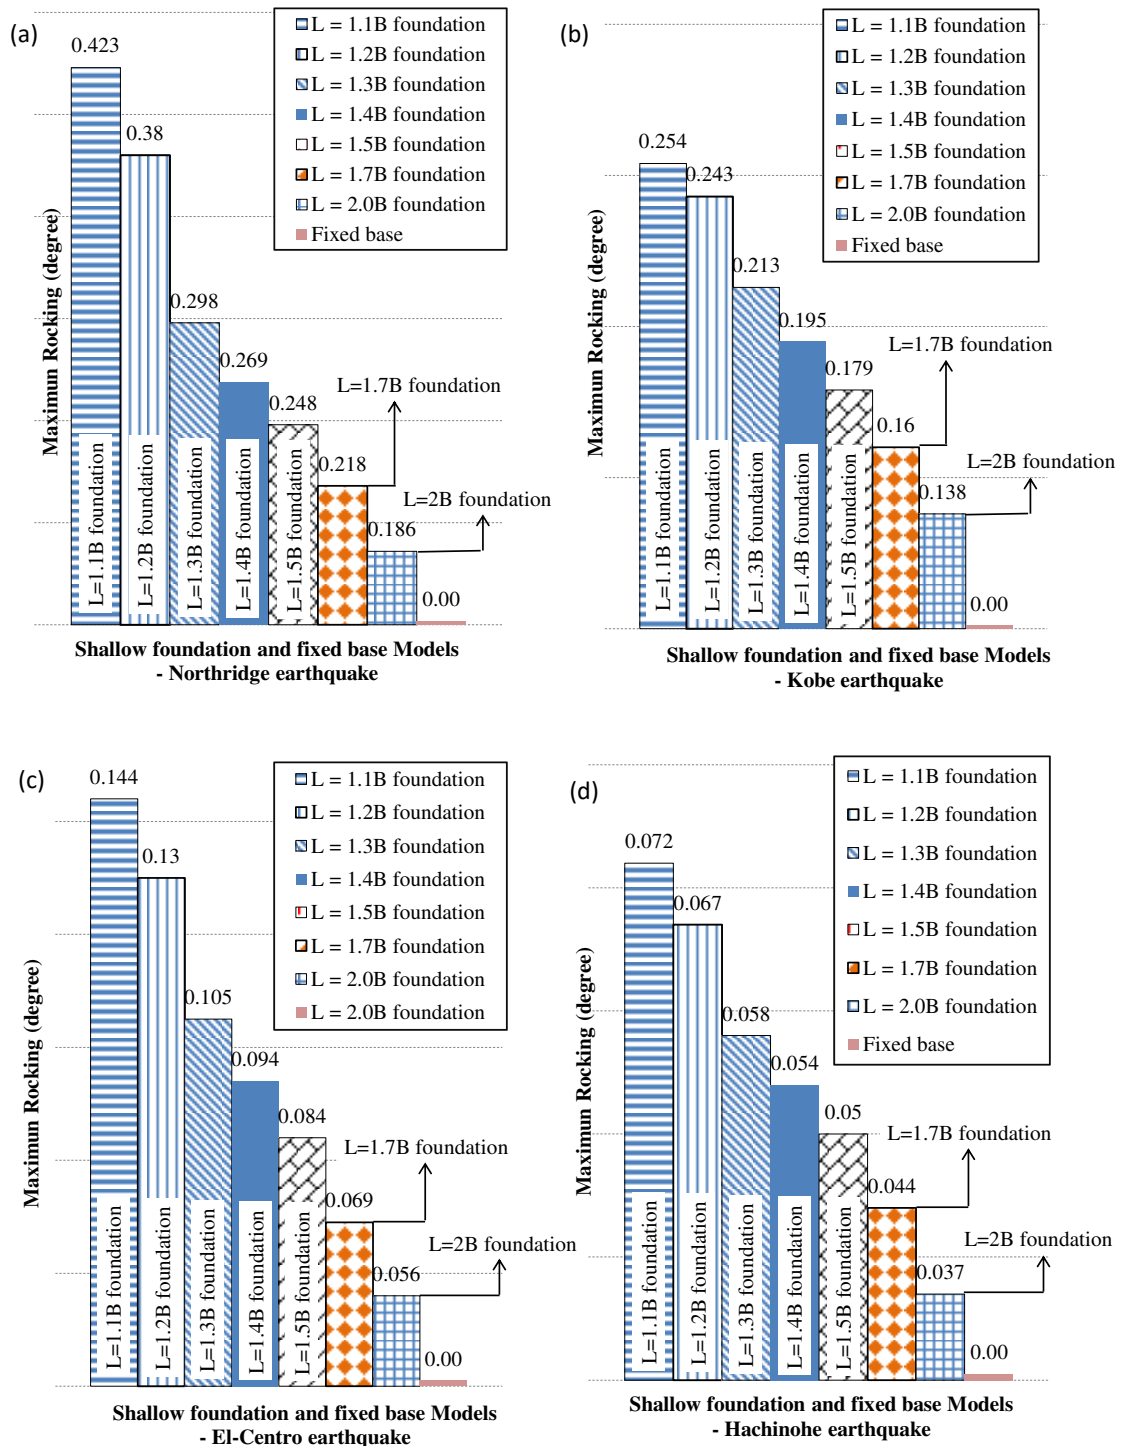 (a)
0.423
0.38
0.298
0.269
0.248
0.218
0.186
0.00
L = 1.1B foundation
L = 1.2B foundation
L = 1.3B foundation
L = 1.4B foundation
L = 1.5B foundation
L = 1.7B foundation
L = 2.0B foundation
Fixed base
Maximun Rocking (degree)
L=1.1B foundation
L=1.2B foundation
L=1.3B foundation
L=1.4B foundation
L=1.5B foundation
L=1.7B foundation
L=2B foundation
Shallow foundation and fixed base Models
- Northridge earthquake
(b)
0.254
0.243
0.213
0.195
0.179
0.16
0.138
0.00
L = 1.1B foundation
L = 1.2B foundation
L = 1.3B foundation
L = 1.4B foundation
L = 1.5B foundation
L = 1.7B foundation
L = 2.0B foundation
Fixed base
Maximun Rocking (degree)
L=1.1B foundation
L=1.2B foundation
L=1.3B foundation
L=1.4B foundation
L=1.5B foundation
L=1.7B foundation
L=2B foundation
Shallow foundation and fixed base Models
- Kobe earthquake
(c)
0.144
0.13
0.105
0.094
0.084
0.069
0.056
0.00
L = 1.1B foundation
L = 1.2B foundation
L = 1.3B foundation
L = 1.4B foundation
L = 1.5B foundation
L = 1.7B foundation
L = 2.0B foundation
L = 2.0B foundation
Maximun Rocking (degree)
L=1.1B foundation
L=1.2B foundation
L=1.3B foundation
L=1.4B foundation
L=1.5B foundation
L=1.7B foundation
L=2B foundation
Shallow foundation and fixed base Models
- El-Centro earthquake
(d)
0.072
0.067
0.058
0.054
0.05
0.044
0.037
0.00
L = 1.1B foundation
L = 1.2B foundation
L = 1.3B foundation
L = 1.4B foundation
L = 1.5B foundation
L = 1.7B foundation
L = 2.0B foundation
Fixed base
Maximun Rocking (degree)
L=1.1B foundation
L=1.2B foundation
L=1.3B foundation
L=1.4B foundation
L=1.5B foundation
L=1.7B foundation
L=2B foundation
Shallow foundation and fixed base Models
- Hachinohe earthquake